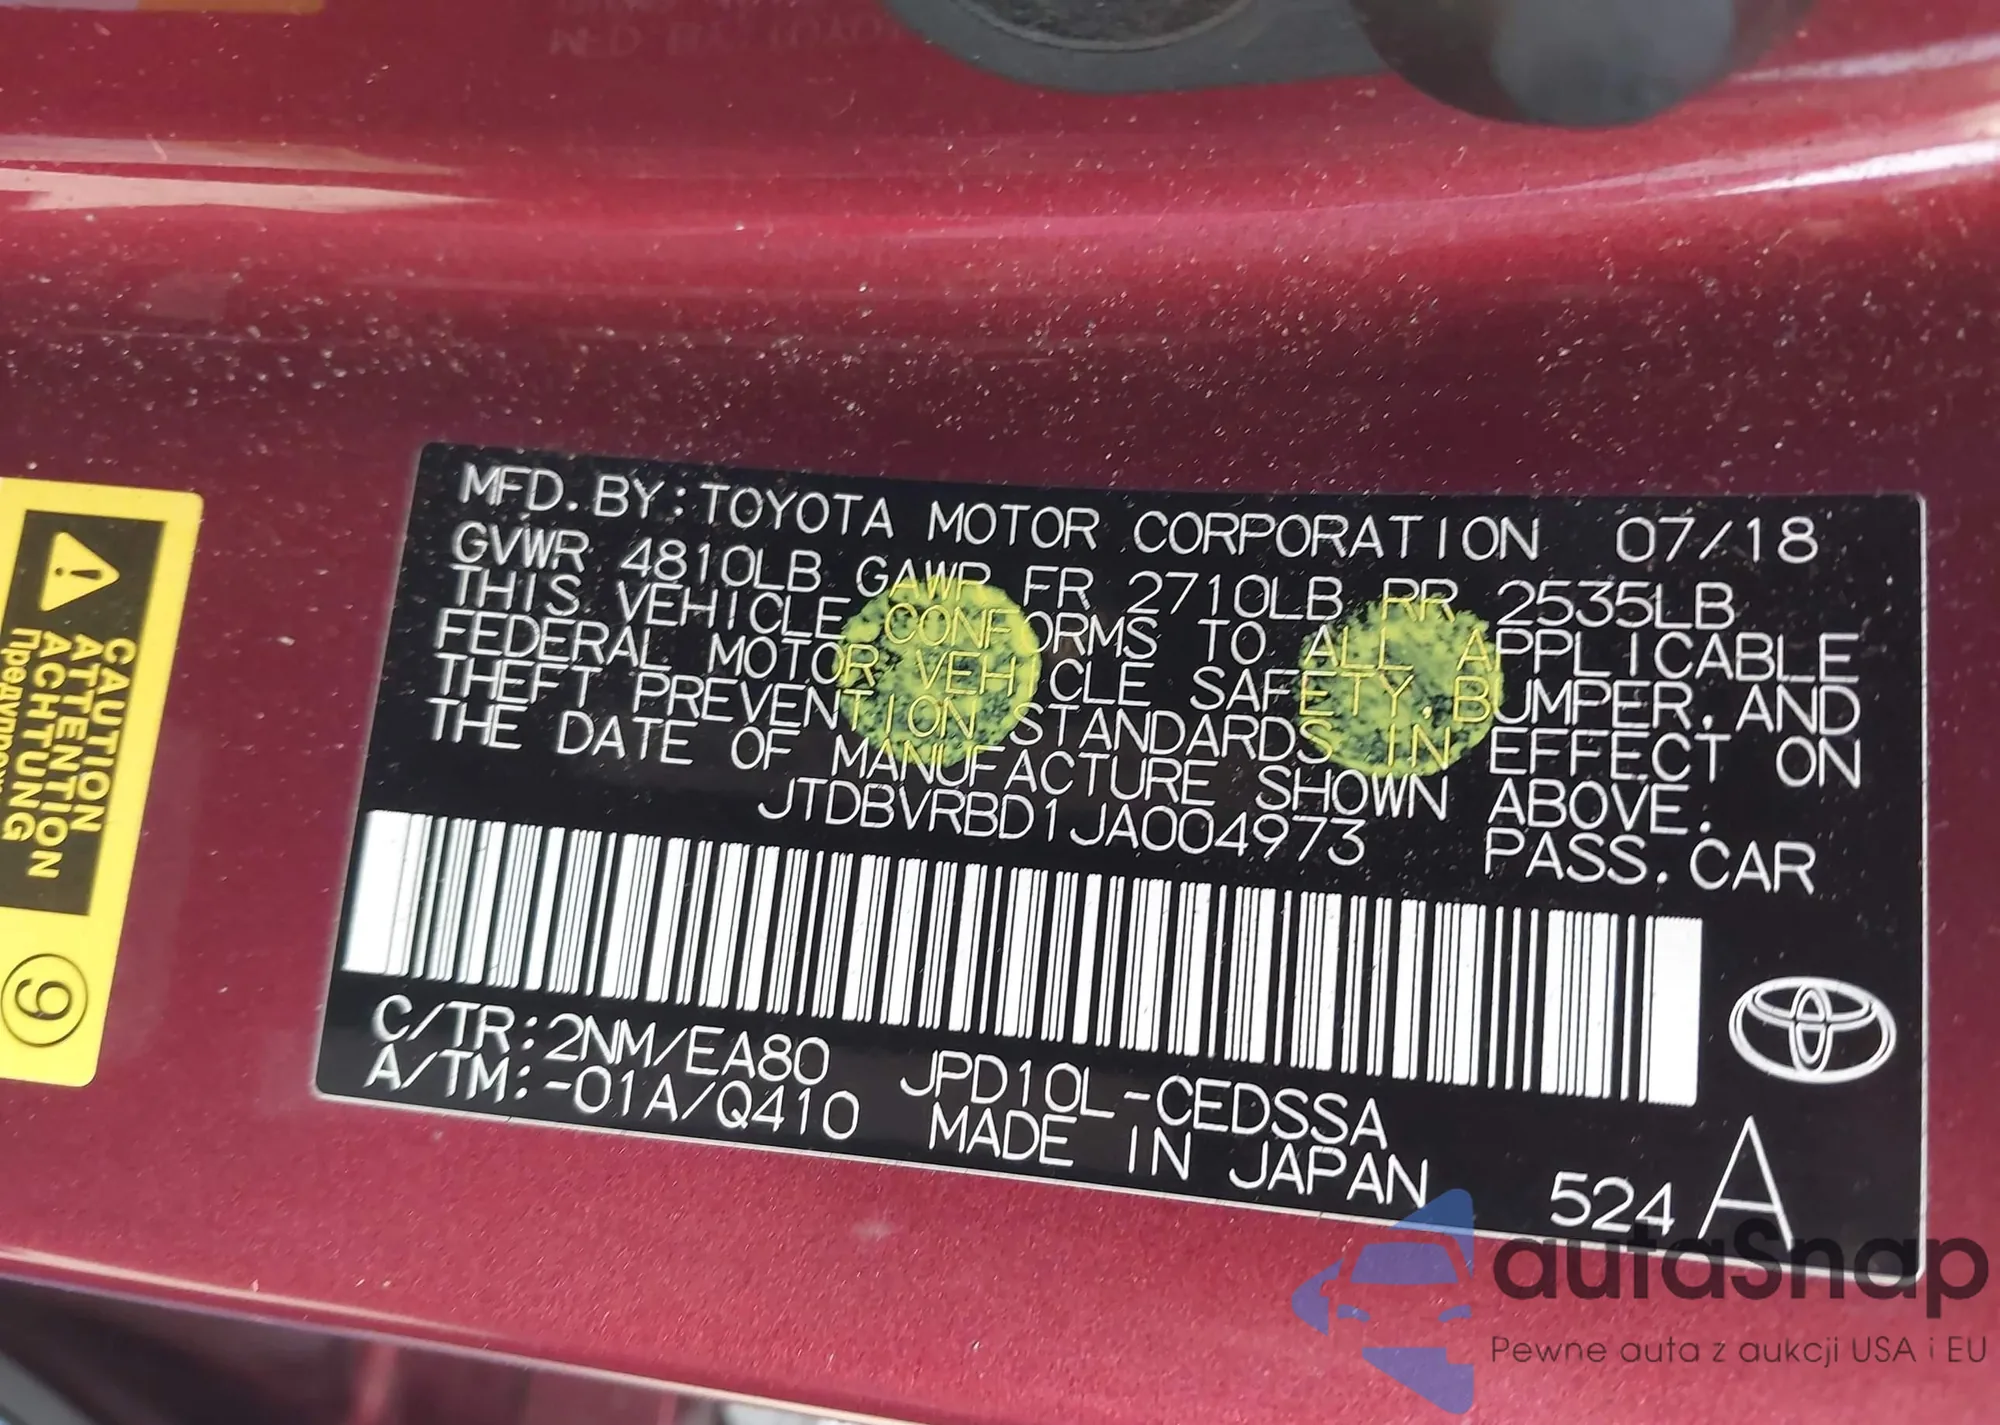 MFD. BY: TOYOTA MOTOR CORPORATION 07/18
GVWR 4810LB GAWR FR 2710LB RR 2535LB
THIS VEHICLE CONFORMS TO ALL APPLICABLE
FEDERAL MOTOR VEHICLE SAFETY, BUMPER, AND
THEFT PREVENTION STANDARDS IN EFFECT ON
THE DATE OF MANUFACTURE SHOWN ABOVE.
JTDBVRBD1JA004973 PASS. CAR
C/TR: 2NM/EA80 JPD10L-CEDSSA
A/TM: -01A/Q410 MADE IN JAPAN
524 A
CAUTION
ATTENTION
ACHTUNG
9
autaSnap
Pewne auta z aukcji USA i EU